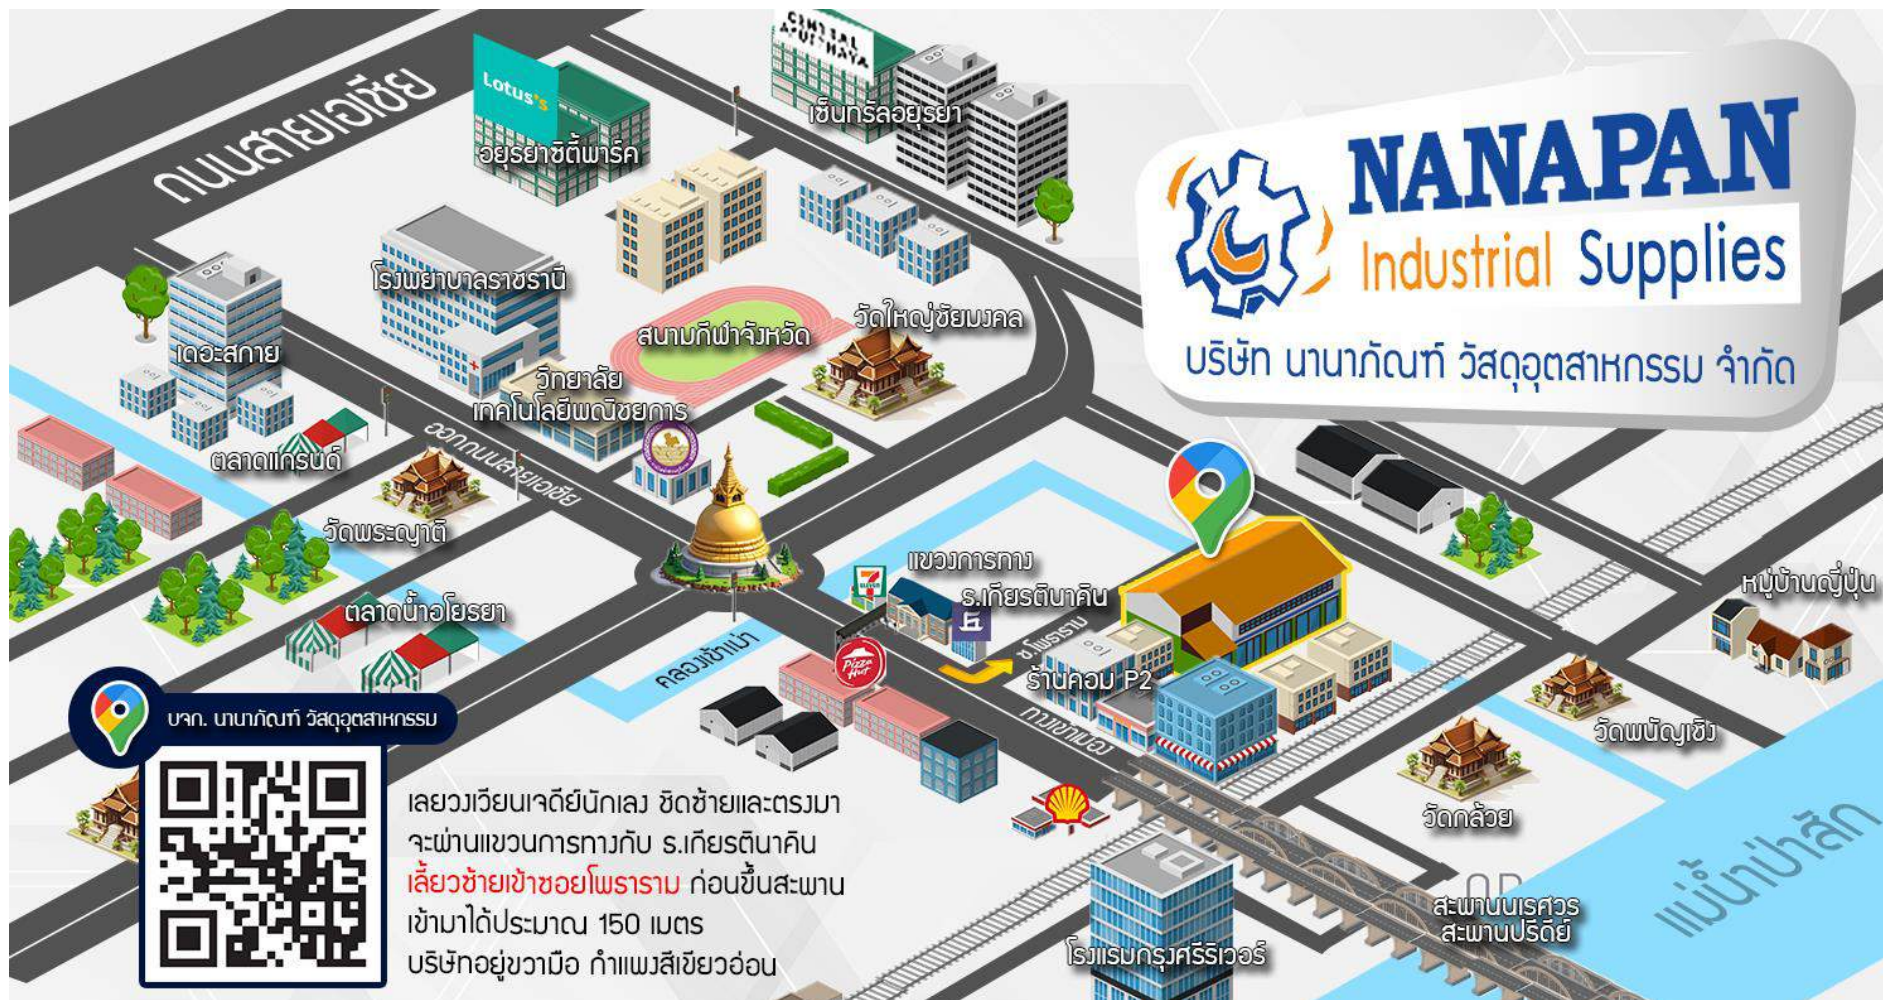 CENTRAL
AYUTTHAYA
Lotus's
เซ็นทรัลอยุธยา
อยุธยาซิตี้พาร์ค
ถนนสายเอเซีย
NANAPAN
Industrial Supplies
บริษัท นานาภัณฑ์ วัสดุอุตสาหกรรม จำกัด
โรงพยาบาลราชธานี
สนามกีฬาจังหวัด
วัดใหญ่ชัยมงคล
เดอะสกาย
วิทยาลัย
เทคโนโลยีพณิชยการ
ออกถนนสายเอเซีย
ตลาดแกรนด์
วัดพระญาติ
แขวงการทาง
7
ELEVEN
ธ.เกียรตินาคิน
หมู่บ้านญี่ปุ่น
ตลาดน้ำอโยธยา
คลองเข้าเม่า
Pizza
Hut
ซ.โพธาราม
ร้านคอม P2
ทางเข้าเมือง
วัดพนัญเชิง
วัดกล้วย
แม่น้ำป่าสัก
บจก. นานาภัณฑ์ วัสดุอุตสาหกรรม
เลยวงเวียนเจดีย์นักเลง ชิดซ้ายและตรงมา
จะผ่านแขวนการทางกับ ธ.เกียรตินาคิน
เลี้ยวซ้ายเข้าซอยโพธาราม ก่อนขึ้นสะพาน
เข้ามาได้ประมาณ 150 เมตร
บริษัทอยู่ขวามือ กำแพงสีเขียวอ่อน
สะพานนเรศวร
สะพานปรีดีย์
โรงแรมกรุงศรีริเวอร์